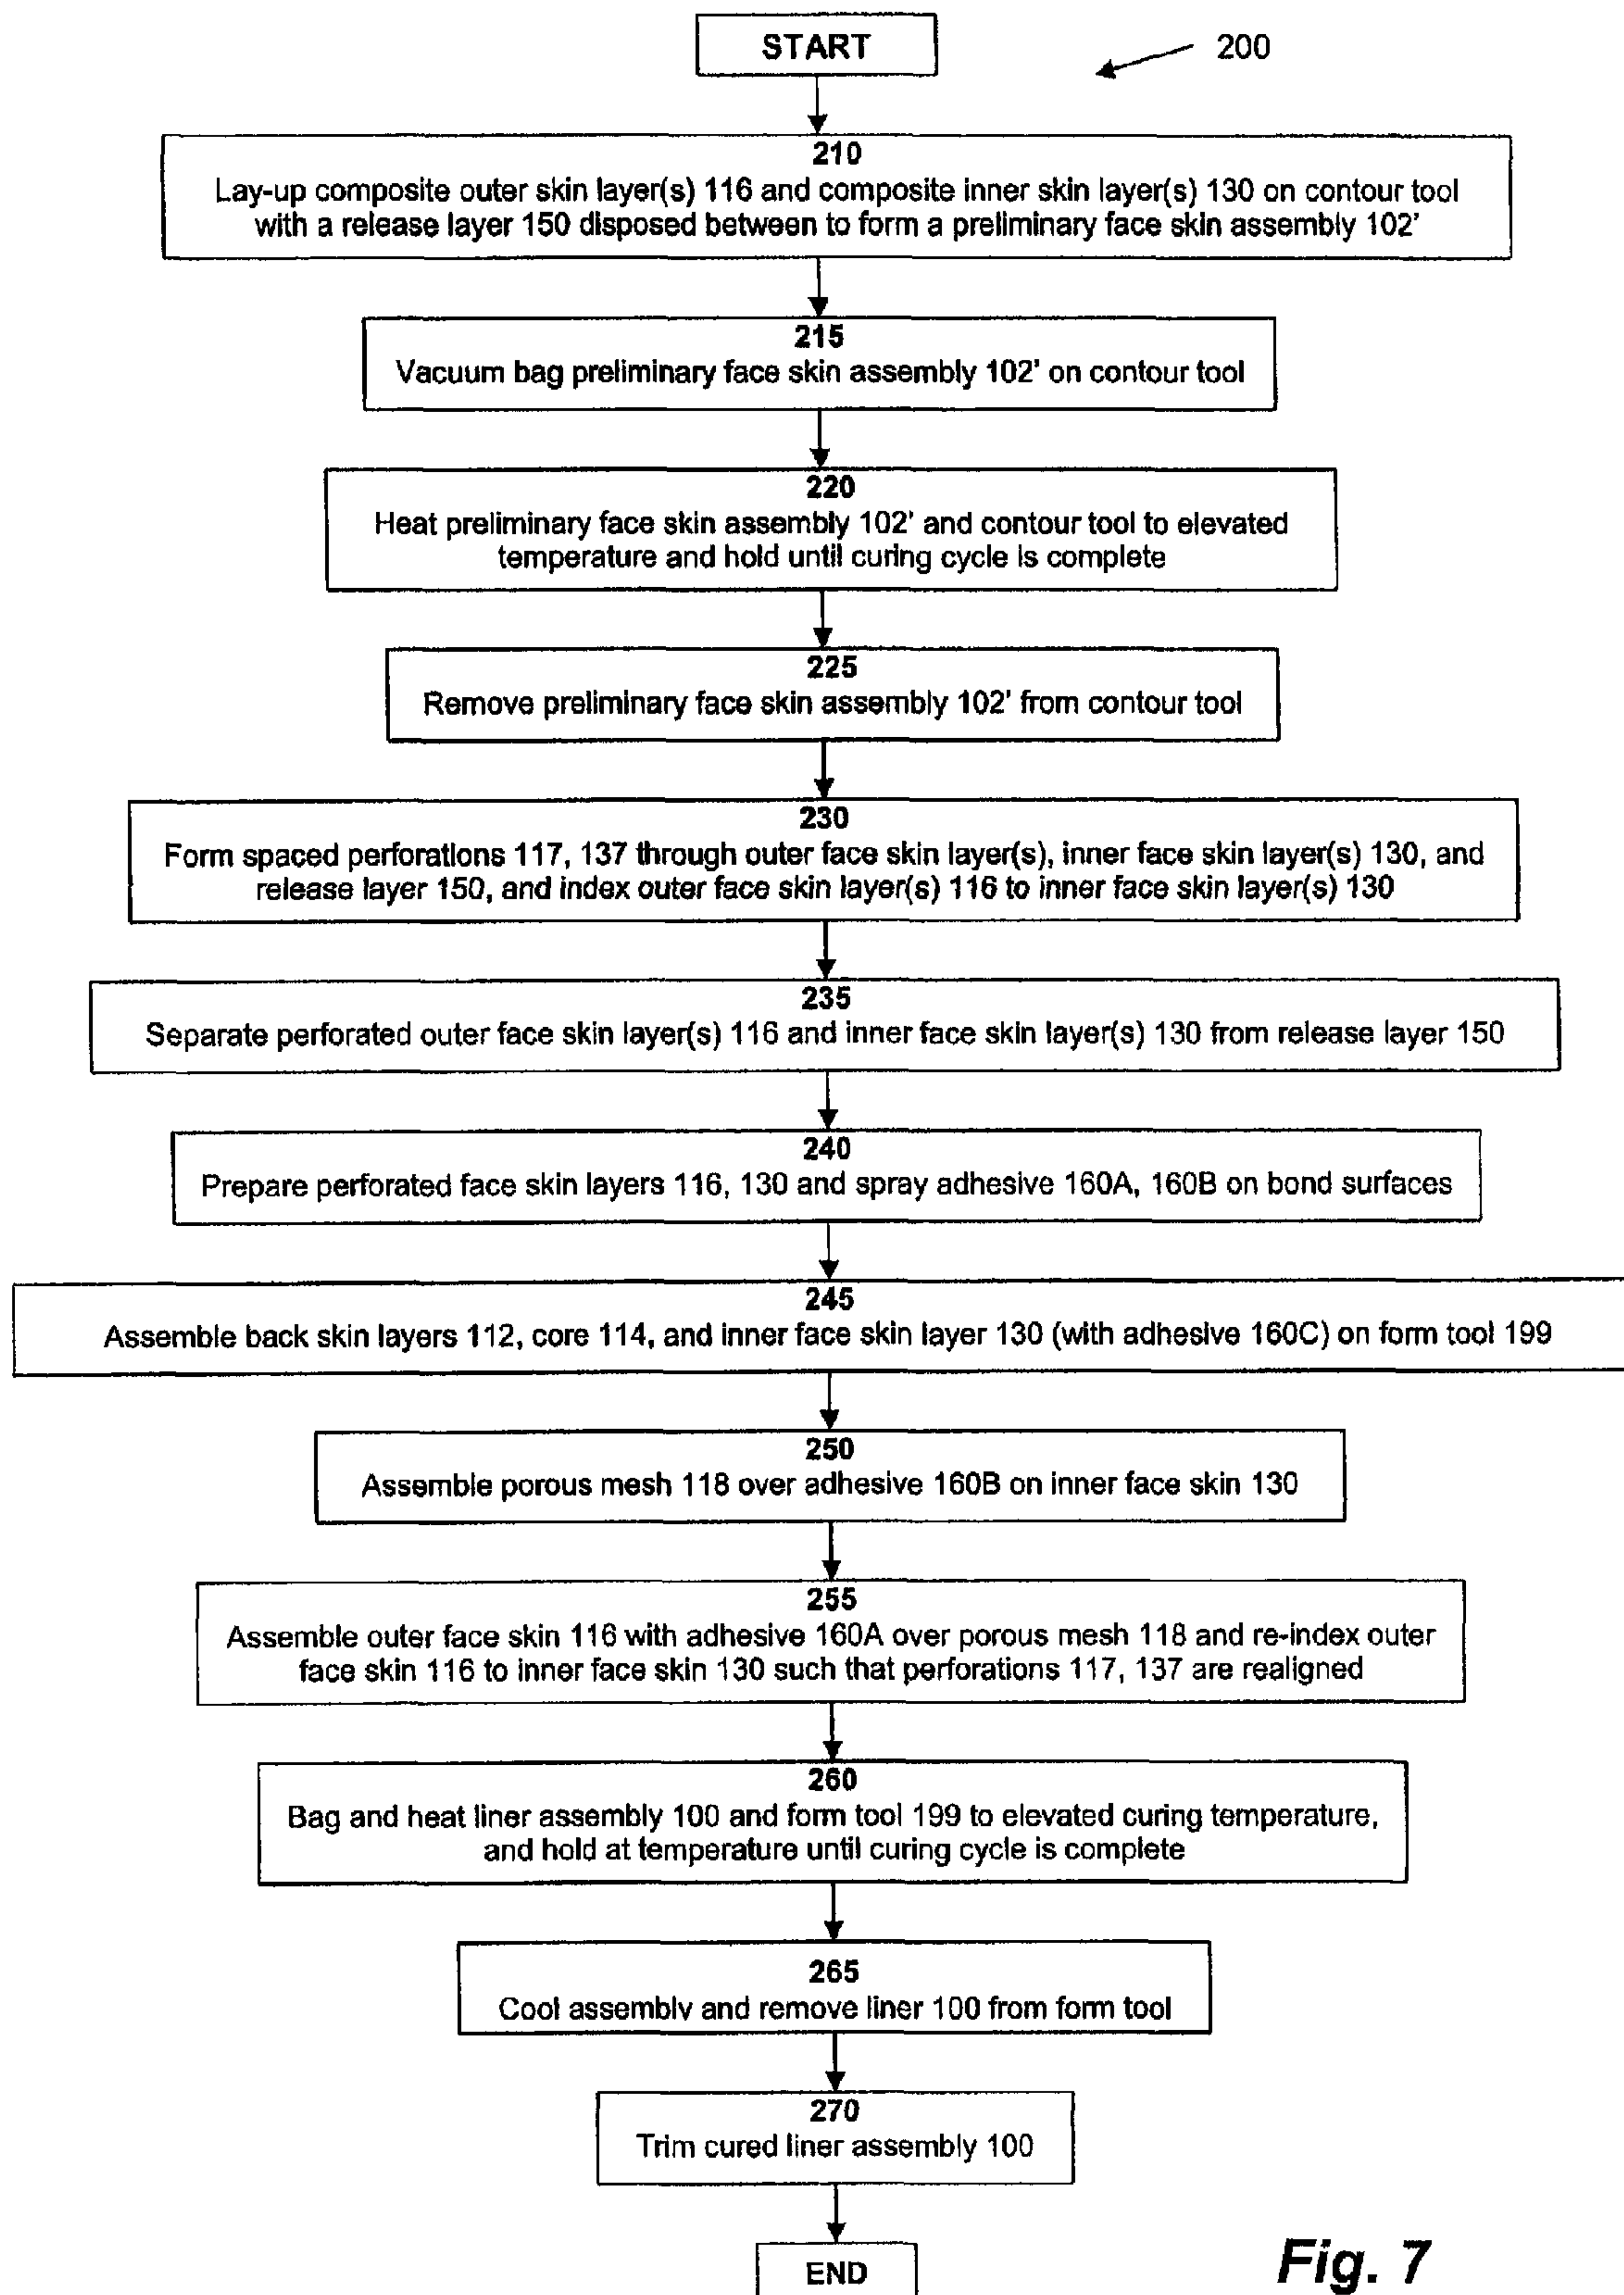 START
200
210
Lay-up composite outer skin layer(s) 116 and composite inner skin layer(s) 130 on contour tool
with a release layer 150 disposed between to form a preliminary face skin assembly 102'
215
Vacuum bag preliminary face skin assembly 102' on contour tool
220
Heat preliminary face skin assembly 102' and contour tool to elevated
temperature and hold until curing cycle is complete
225
Remove preliminary face skin assembly 102' from contour tool
230
Form spaced perforations 117, 137 through outer face skin layer(s), inner face skin layer(s) 130, and
release layer 150, and index outer face skin layer(s) 116 to inner face skin layer(s) 130
235
Separate perforated outer face skin layer(s) 116 and inner face skin layer(s) 130 from release layer 150
240
Prepare perforated face skin layers 116, 130 and spray adhesive 160A, 160B on bond surfaces
245
Assemble back skin layers 112, core 114, and inner face skin layer 130 (with adhesive 160C) on form tool 199
250
Assemble porous mesh 118 over adhesive 160B on inner face skin 130
255
Assemble outer face skin 116 with adhesive 160A over porous mesh 118 and re-index outer
face skin 116 to inner face skin 130 such that perforations 117, 137 are realigned
260
Bag and heat liner assembly 100 and form tool 199 to elevated curing temperature,
and hold at temperature until curing cycle is complete
265
Cool assembly and remove liner 100 from form tool
270
Trim cured liner assembly 100
END
Fig. 7